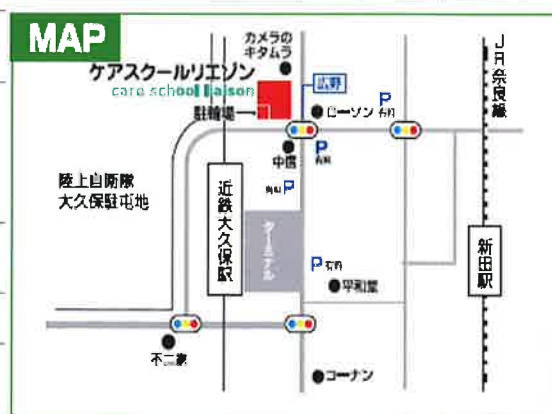 MAP
カメラの
キタムラ
ケアスクールリエゾン
care school liaison
駐輪場
広野
ローソン
P
有料
中信
P
有料
有料 P
陸上自衛隊
大久保駐屯地
近鉄大久保駅
ターミナル
P 有料
平和堂
JR奈良線
新田駅
不二家
コーナン